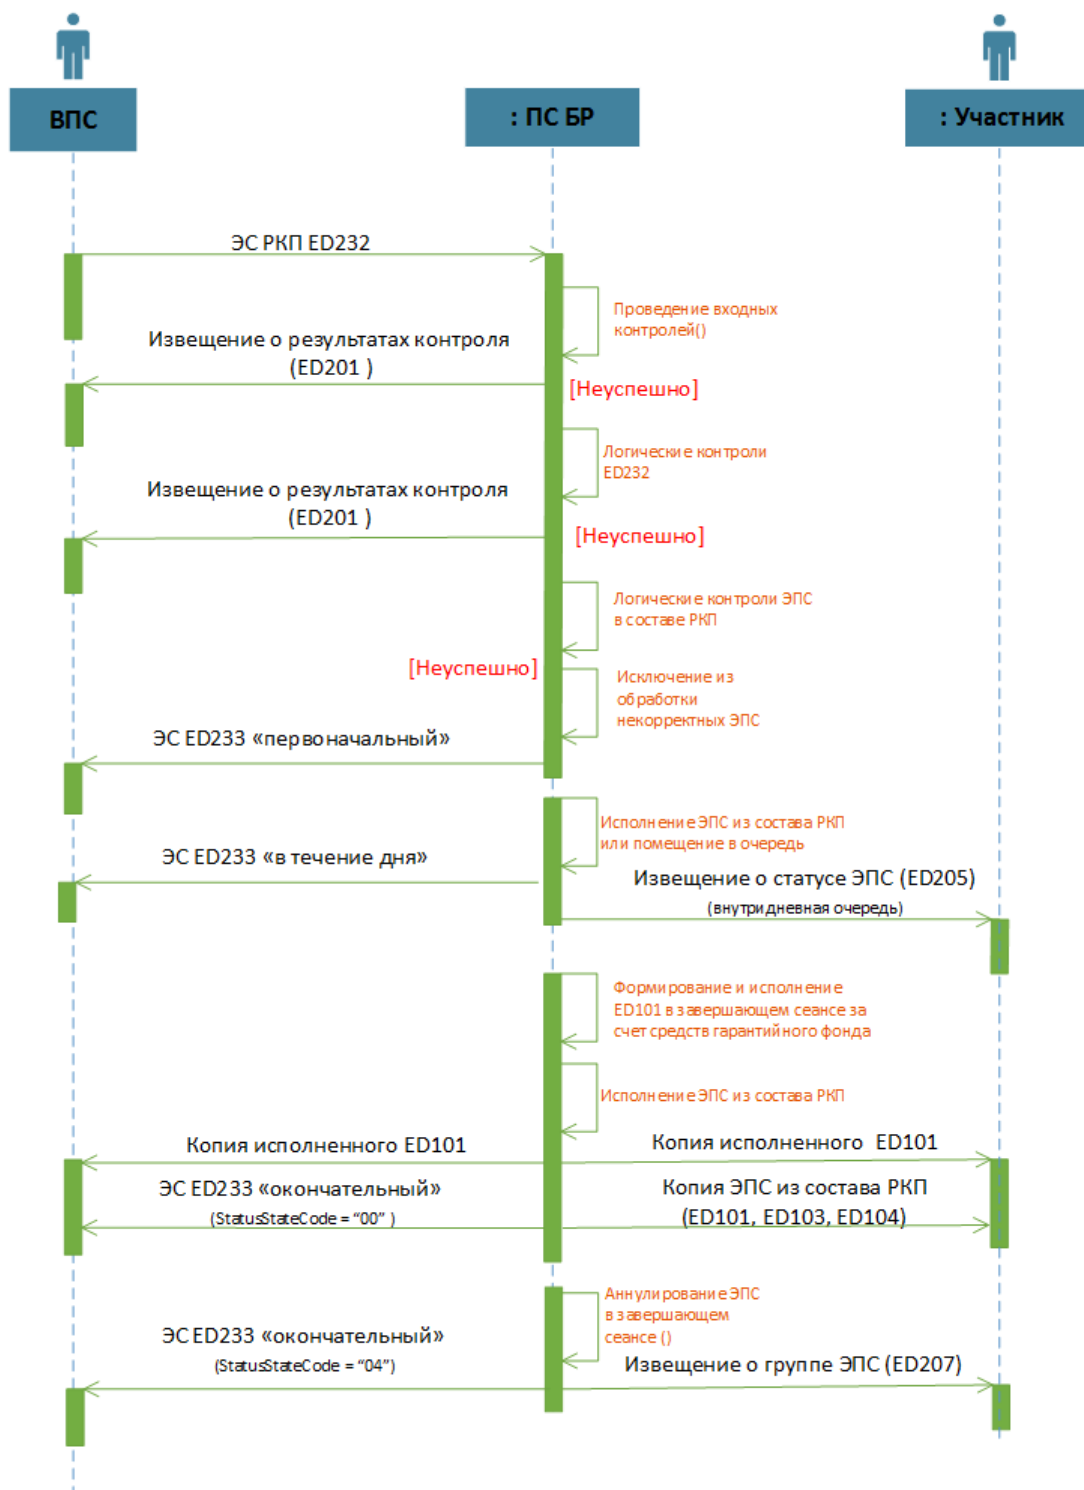 ВПС
: ПС БР
: Участник
ЭС РКП ED232
Проведение входных
контролей()
Извещение о результатах контроля
(ED201 )
[Неуспешно]
Логические контроли
ED232
Извещение о результатах контроля
(ED201 )
[Неуспешно]
Логические контроли ЭПС
в составе РКП
[Неуспешно]
Исключение из
обработки
некорректных ЭПС
ЭС ED233 «первоначальный»
Исполнение ЭПС из состава РКП
или помещение в очередь
ЭС ED233 «в течение дня»
Извещение о статусе ЭПС (ED205)
(внутридневная очередь)
Формирование и исполнение
ED101 в завершающем сеансе за
счет средств гарантийного фонда
Исполнение ЭПС из состава РКП
Копия исполненного ED101
Копия исполненного ED101
ЭС ED233 «окончательный»
(StatusStateCode = “00” )
Копия ЭПС из состава РКП
(ED101, ED103, ED104)
Аннулирование ЭПС
в завершающем
сеансе ()
ЭС ED233 «окончательный»
(StatusStateCode = “04”)
Извещение о группе ЭПС (ED207)